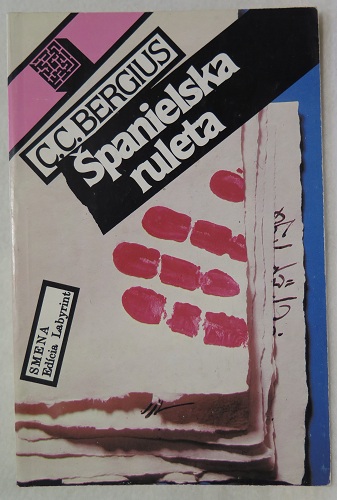 C.C.BERGIUS
Španielska
ruleta
SMENA
Edícia Labyrint